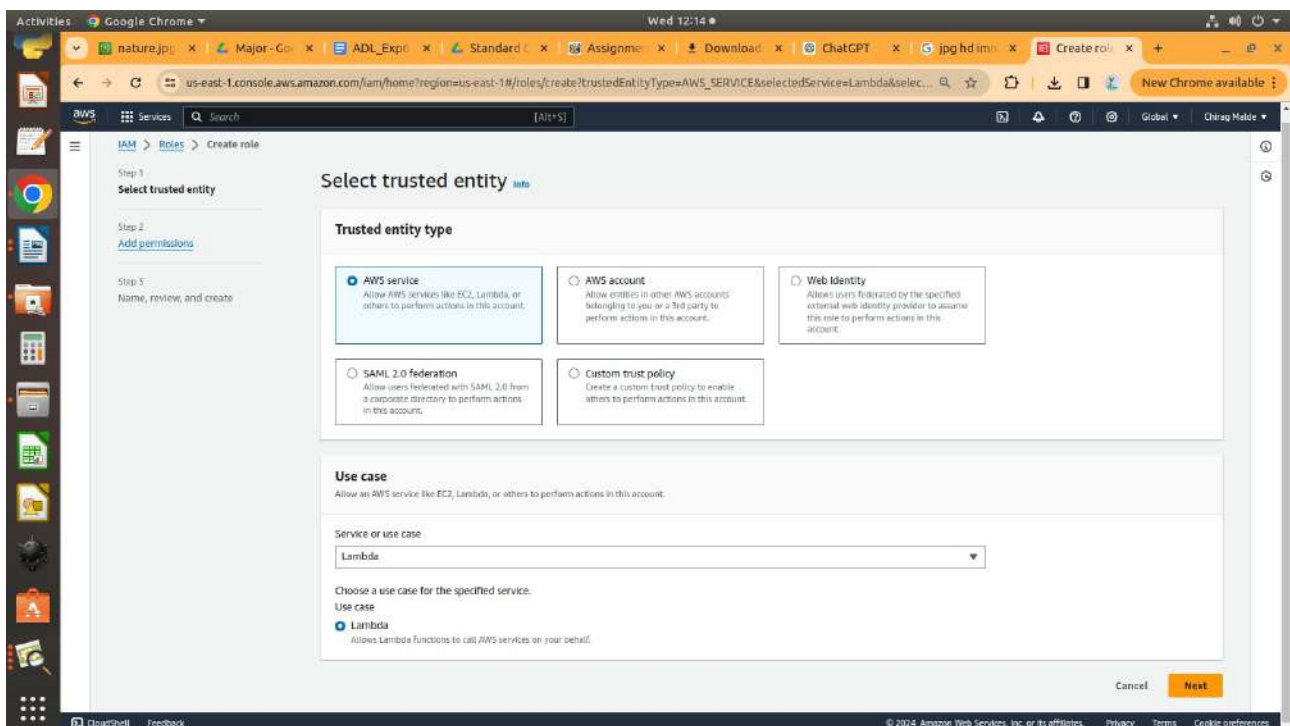 Activities Google Chrome Wed 12:14
nature.jpg Major - Go ADL_Exp Standard Assignme Download ChatGPT jpg hd im Create rol
us-east-1.console.aws.amazon.com/iam/home?region=us-east-1#/roles/create?trustedEntityType=AWS_SERVICE&selectedService=Lambda&selec... New Chrome available
aws Services Search [Alt+S] Global Chirag Malde
IAM > Roles > Create role
Step 1
Select trusted entity
Step 2
Add permissions
Step 3
Name, review, and create
Select trusted entity Info
Trusted entity type
AWS service
Allow AWS services like EC2, Lambda, or
others to perform actions in this account.
AWS account
Allow entities in other AWS accounts
belonging to you or a 3rd party to
perform actions in this account.
Web identity
Allows users federated by the specified
external web identity provider to assume
this role to perform actions in this
account.
SAML 2.0 federation
Allow users federated with SAML 2.0 from
a corporate directory to perform actions
in this account.
Custom trust policy
Create a custom trust policy to enable
others to perform actions in this account.
Use case
Allow an AWS service like EC2, Lambda, or others to perform actions in this account.
Service or use case
Lambda
Choose a use case for the specified service.
Use case
Lambda
Allows Lambda functions to call AWS services on your behalf.
Cancel Next
CloudShell Feedback © 2024, Amazon Web Services, Inc. or its affiliates. Privacy Terms Cookie preferences